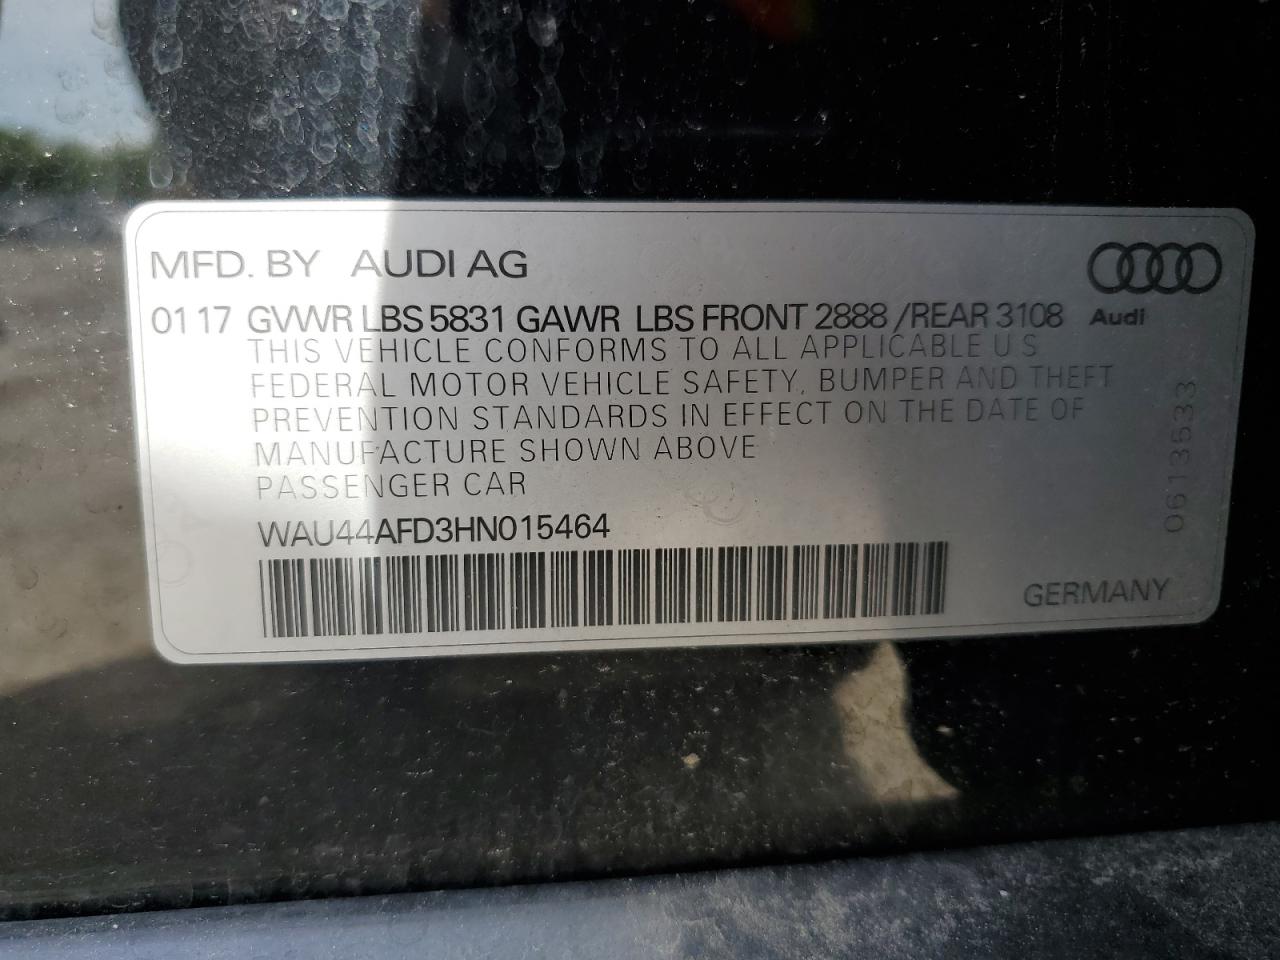 MFD. BY AUDI AG
01 17 GVWR LBS 5831 GAWR LBS FRONT 2888 /REAR 3108
Audi
THIS VEHICLE CONFORMS TO ALL APPLICABLE U S
FEDERAL MOTOR VEHICLE SAFETY, BUMPER AND THEFT
PREVENTION STANDARDS IN EFFECT ON THE DATE OF
MANUFACTURE SHOWN ABOVE
PASSENGER CAR
WAU44AFD3HN015464
GERMANY
0613533